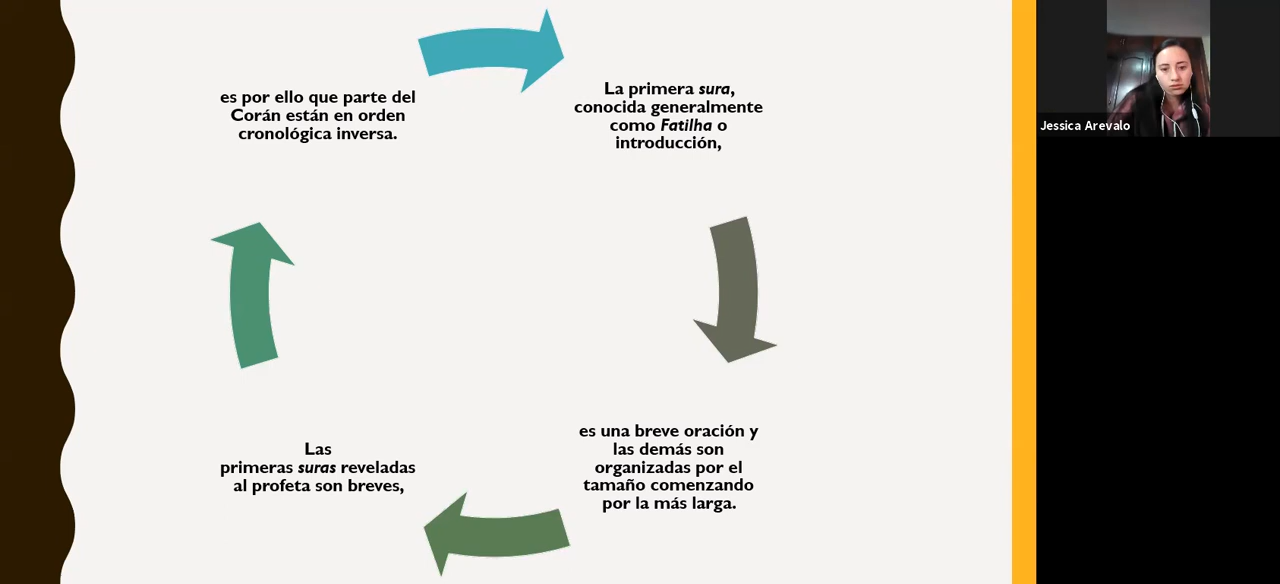 es por ello que parte del
Corán están en orden
cronológica inversa.
La primera sura,
conocida generalmente
como Fatilha o
introducción,
es una breve oración y
las demás son
organizadas por el
tamaño comenzando
por la más larga.
Las
primeras suras reveladas
al profeta son breves,
Jessica Arevalo